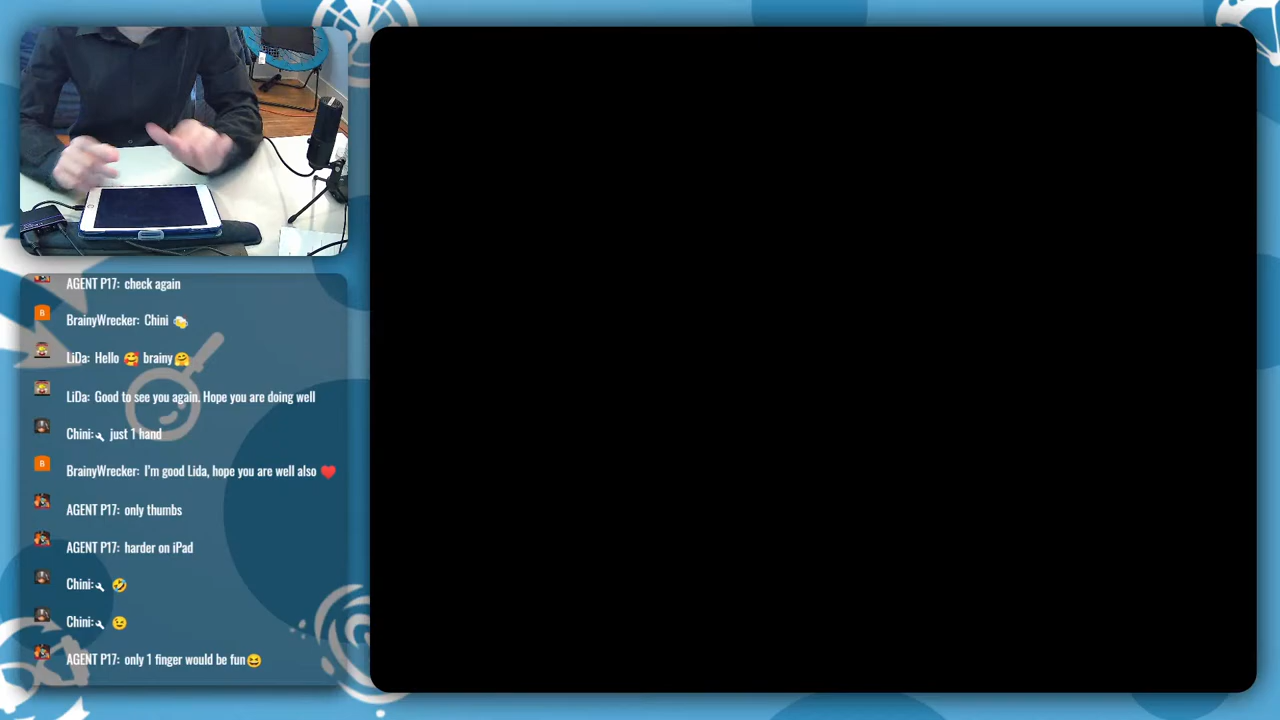 AGENT P17: check again
BrainyWrecker: Chini 🍻
LiDa: Hello 🥰 brainy🤗
LiDa: Good to see you again. Hope you are doing well
Chini:🔧 just 1 hand
BrainyWrecker: I'm good Lida, hope you are well also ♥️
AGENT P17: only thumbs
AGENT P17: harder on iPad
Chini:🔧 🤣
Chini:🔧 😉
AGENT P17: only 1 finger would be fun😆
B
B